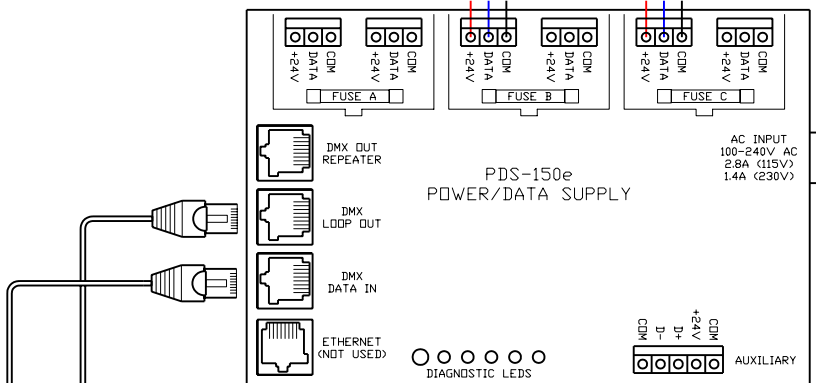 +24V DATA COM
+24V DATA COM
+24V DATA COM
+24V DATA COM
+24V DATA COM
+24V DATA COM
FUSE A
FUSE B
FUSE C
DMX OUT
REPEATER
AC INPUT
100-240V AC
2.8A (115V)
1.4A (230V)
PDS-150e
POWER/DATA SUPPLY
DMX
LOOP OUT
DMX
DATA IN
ETHERNET
(NOT USED)
DIAGNOSTIC LEDS
COM D- D+ +24V COM
AUXILIARY